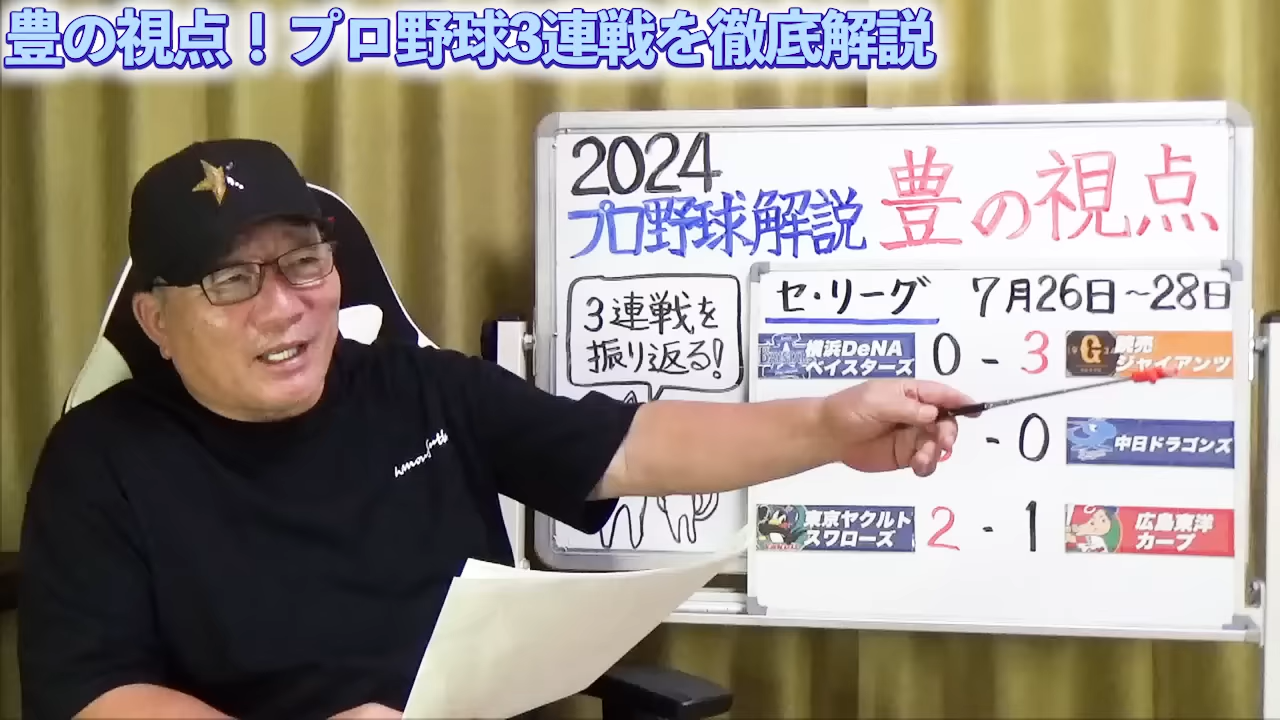 豊の視点！プロ野球3連戦を徹底解説
2024
プロ野球解説
豊の視点
3連戦を
振り返る!
セ・リーグ 7月26日~28日
横浜DeNA
ベイスターズ
0 - 3
G
読売
ジャイアンツ
- 0
中日ドラゴンズ
東京ヤクルト
スワローズ
2 - 1
広島東洋
カープ